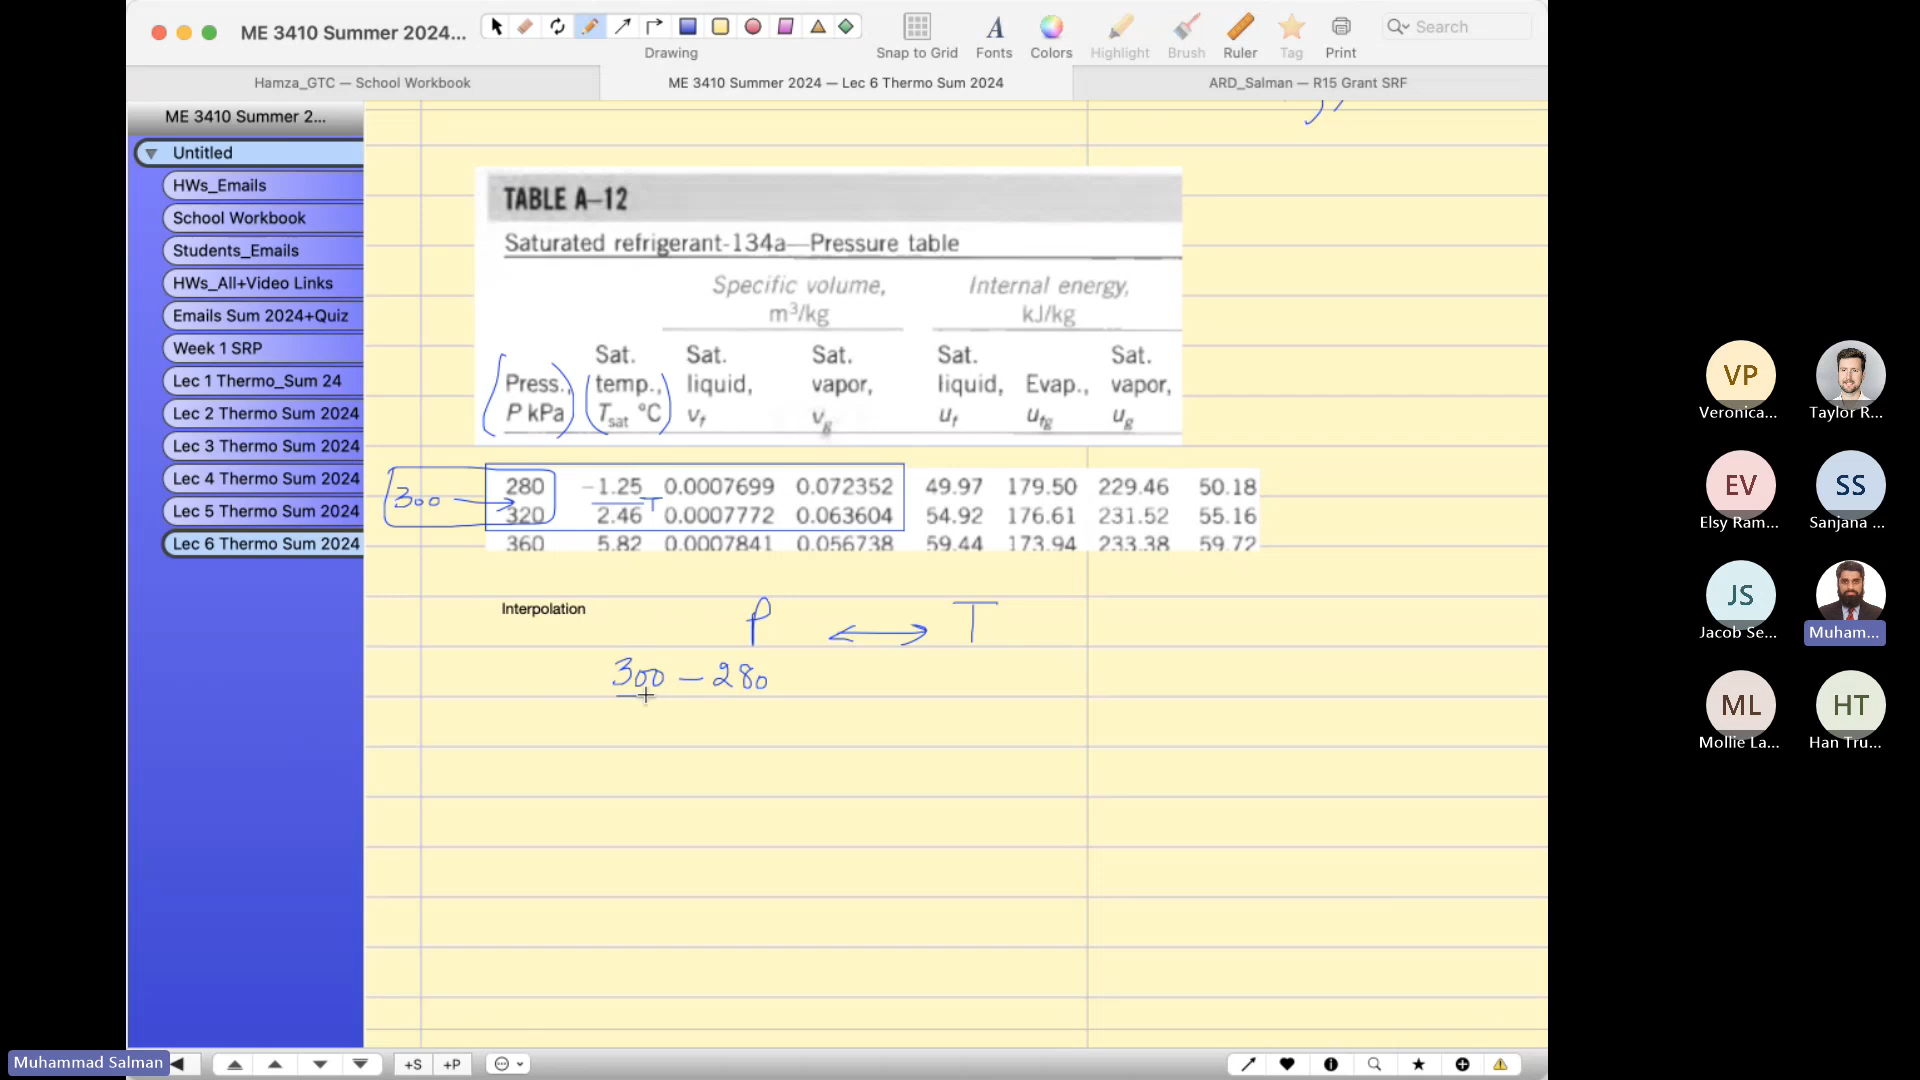 ME 3410 Summer 2024...
Drawing
Snap to Grid
Fonts
Colors
Highlight
Brush
Ruler
Tag
Print
Search
Hamza_GTC — School Workbook
ME 3410 Summer 2024 — Lec 6 Thermo Sum 2024
ARD_Salman — R15 Grant SRF
ME 3410 Summer 2...
Untitled
HWs_Emails
School Workbook
Students_Emails
HWs_All+Video Links
Emails Sum 2024+Quiz
Week 1 SRP
Lec 1 Thermo_Sum 24
Lec 2 Thermo Sum 2024
Lec 3 Thermo Sum 2024
Lec 4 Thermo Sum 2024
Lec 5 Thermo Sum 2024
Lec 6 Thermo Sum 2024
TABLE A–12
Saturated refrigerant-134a—Pressure table
Specific volume, Internal energy,
m³/kg kJ/kg
Sat. Sat. Sat. Sat. Sat.
Press., temp., liquid, vapor, liquid, Evap., vapor,
P kPa Tsat °C vf vg uf ufg ug
300
280 −1.25 0.0007699 0.072352 49.97 179.50 229.46 50.18
T
320 2.46 0.0007772 0.063604 54.92 176.61 231.52 55.16
360 5.82 0.0007841 0.056738 59.44 173.94 233.38 59.72
Interpolation P ↔ T
300 – 280
VP
Veronica...
Taylor R...
EV
Elsy Ram...
SS
Sanjana ...
JS
Jacob Se...
Muham...
ML
Mollie La...
HT
Han Tru...
Muhammad Salman
+S +P